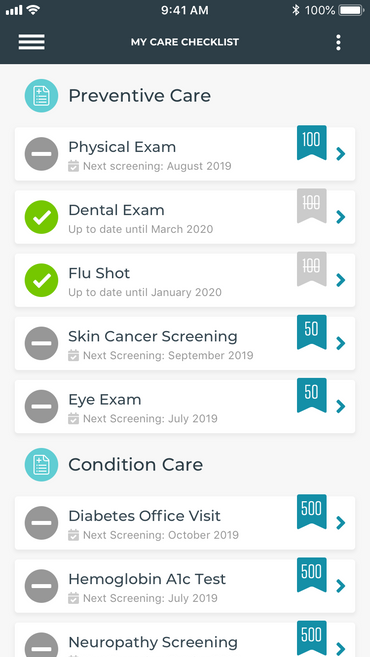 9:41 AM
100%
MY CARE CHECKLIST
Preventive Care
Physical Exam
100
Next screening: August 2019
Dental Exam
100
Up to date until March 2020
Flu Shot
100
Up to date until January 2020
Skin Cancer Screening
50
Next Screening: September 2019
Eye Exam
50
Next Screening: July 2019
Condition Care
Diabetes Office Visit
500
Next Screening: October 2019
Hemoglobin A1c Test
500
Next Screening: July 2019
Neuropathy Screening
500